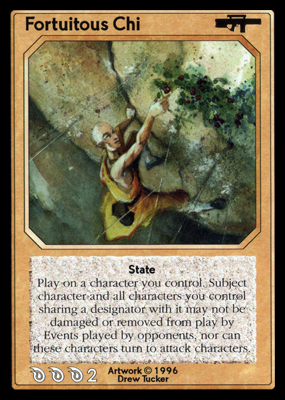 Fortuitous Chi
State
Play on a character you control. Subject
character and all characters you control
sharing a designator with it may not be
damaged or removed from play by
Events played by opponents, nor can
these characters turn to attack characters.
2
Artwork © 1996
Drew Tucker